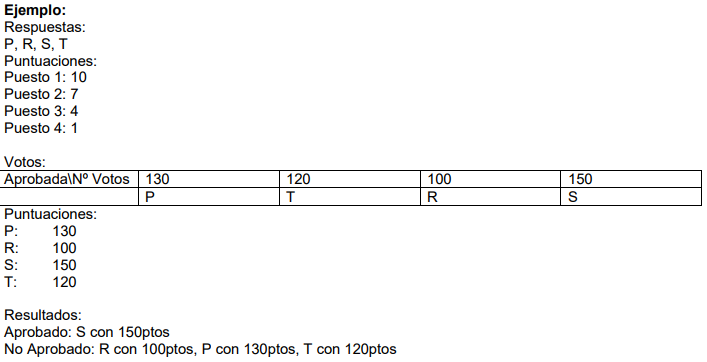 Ejemplo:
Respuestas:
P, R, S, T
Puntuaciones:
Puesto 1: 10
Puesto 2: 7
Puesto 3: 4
Puesto 4: 1
Votos:
Aprobada\Nº Votos 130 120 100 150
P T R S
Puntuaciones:
P: 130
R: 100
S: 150
T: 120
Resultados:
Aprobado: S con 150ptos
No Aprobado: R con 100ptos, P con 130ptos, T con 120ptos